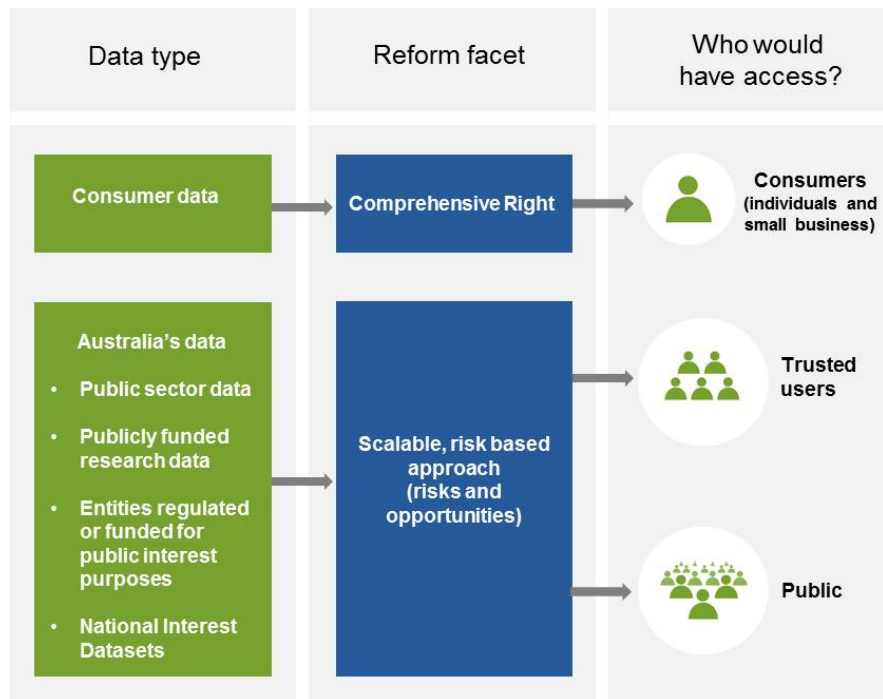 Data type
Reform facet
Who would
have access?
Consumer data
Comprehensive Right
Consumers
(individuals and
small business)
Australia’s data
• Public sector data
• Publicly funded
research data
• Entities regulated
or funded for
public interest
purposes
• National Interest
Datasets
Scalable, risk based
approach
(risks and
opportunities)
Trusted
users
Public